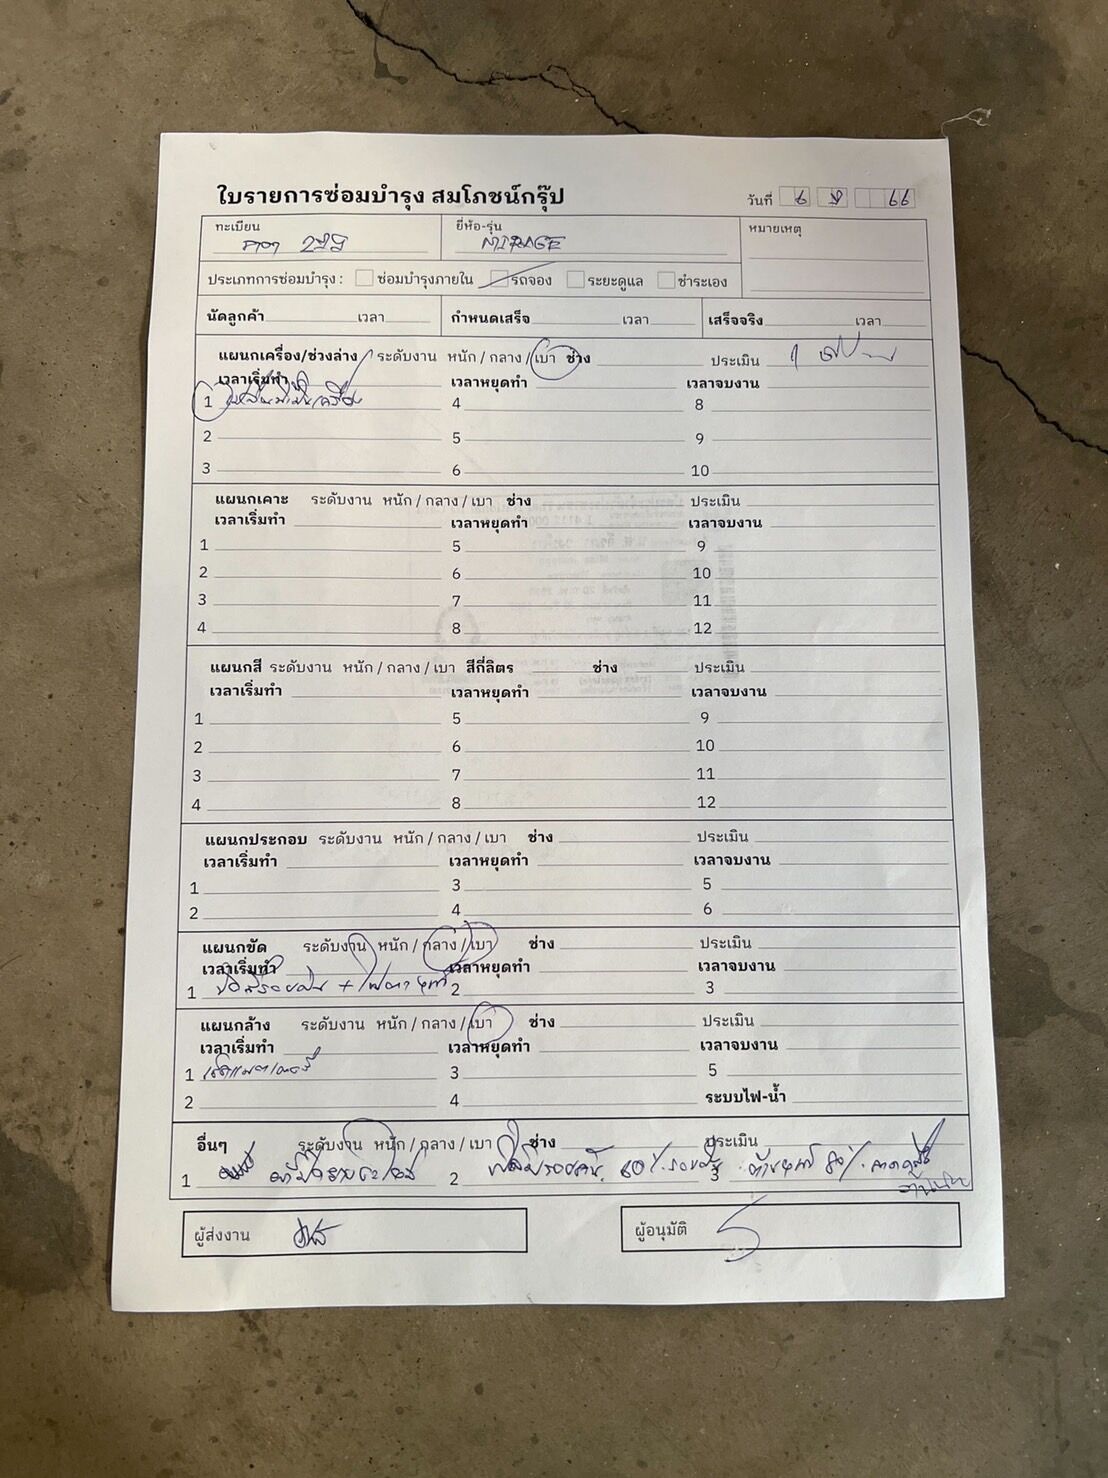 ใบรายการซ่อมบำรุง สมโภชน์กรุ๊ป
วันที่ 6 66
ทะเบียน
ยี่ห้อ-รุ่น MIRAGE
หมายเหตุ
ประเภทการซ่อมบำรุง : ซ่อมบำรุงภายใน รถจอง ระยะดูแล ชำระเอง
นัดลูกค้า เวลา กำหนดเสร็จ เวลา เสร็จจริง เวลา
แผนกเครื่อง/ช่วงล่าง ระดับงาน หนัก / กลาง / เบา ช่าง ประเมิน 1
เวลาเริ่มทำ เวลาหยุดทำ เวลาจบงาน
1 4 8
2 5 9
3 6 10
แผนกเคาะ ระดับงาน หนัก / กลาง / เบา ช่าง ประเมิน
เวลาเริ่มทำ เวลาหยุดทำ เวลาจบงาน
1 5 9
2 6 10
3 7 11
4 8 12
แผนกสี ระดับงาน หนัก / กลาง / เบา สีกี่ลิตร ช่าง ประเมิน
เวลาเริ่มทำ เวลาหยุดทำ เวลาจบงาน
1 5 9
2 6 10
3 7 11
4 8 12
แผนกประกอบ ระดับงาน หนัก / กลาง / เบา ช่าง ประเมิน
เวลาเริ่มทำ เวลาหยุดทำ เวลาจบงาน
1 3 5
2 4 6
แผนกขัด ระดับงาน หนัก / กลาง / เบา ช่าง ประเมิน
เวลาเริ่มทำ เวลาหยุดทำ เวลาจบงาน
1 + 2 3
แผนกล้าง ระดับงาน หนัก / กลาง / เบา ช่าง ประเมิน
เวลาเริ่มทำ เวลาหยุดทำ เวลาจบงาน
1 3 5
2 4 ระบบไฟ-น้ำ
อื่นๆ ระดับงาน หนัก / กลาง / เบา ช่าง ประเมิน
1 2 60% 3 80%
ผู้ส่งงาน ผู้อนุมัติ